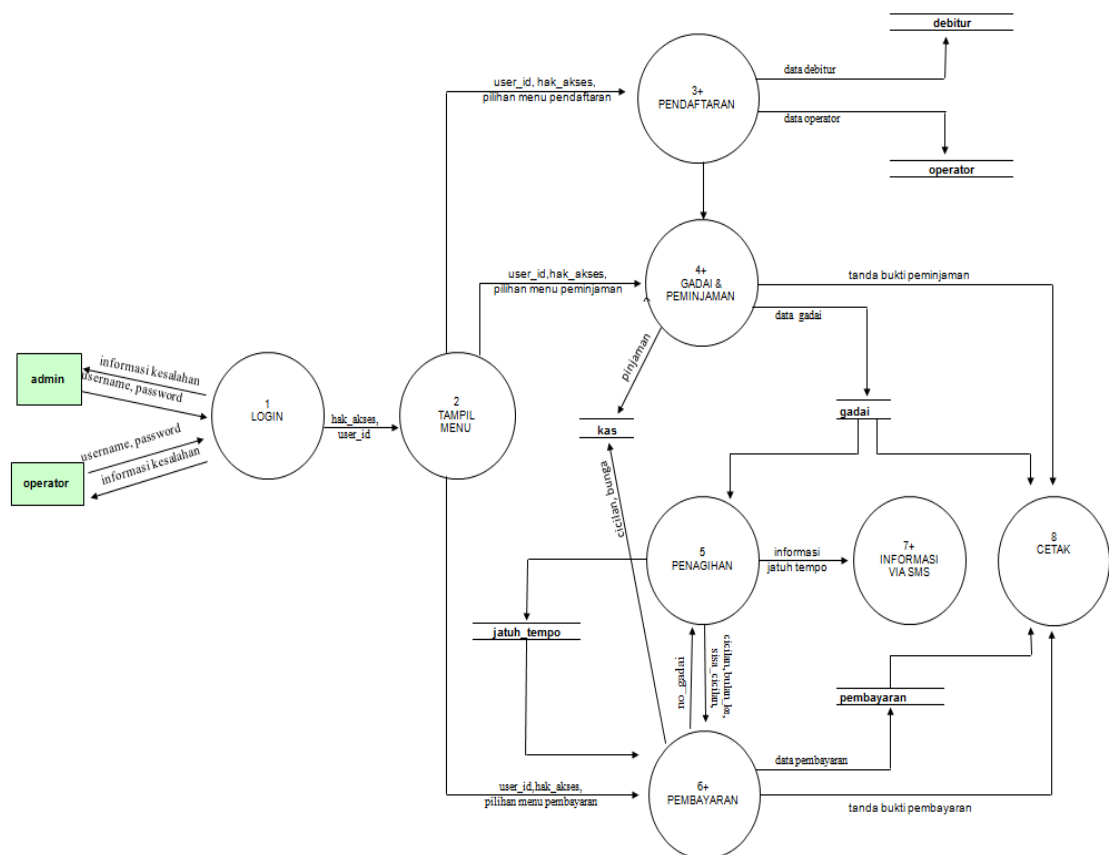 debitur
data debitur
user_id, hak_akses,
pilihan menu pendaftaran
3+
PENDAFTARAN
data operator
operator
user_id,hak_akses,
pilihan menu peminjaman
4+
GADAI &
PEMINJAMAN
?
tanda bukti peminjaman
data gadai
pinjaman
admin
informasi kesalahan
username, password
1
LOGIN
hak_akses,
user_id
2
TAMPIL
MENU
kas
gadai
operator
username, password
informasi kesalahan
cicilan, bunga
5
PENAGIHAN
informasi
jatuh tempo
7+
INFORMASI
VIA SMS
8
CETAK
jatuh_tempo
no_gadai
cicilan, bulan_ke,
sisa_cicilan,
pembayaran
user_id,hak_akses,
pilihan menu pembayaran
6+
PEMBAYARAN
data pembayaran
tanda bukti pembayaran